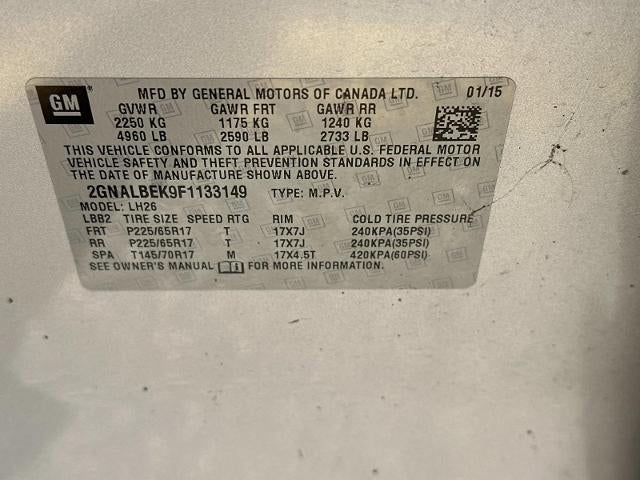 GM
MFD BY GENERAL MOTORS OF CANADA LTD. 01/15
GVWR GAWR FRT GAWR RR
2250 KG 1175 KG 1240 KG
4960 LB 2590 LB 2733 LB
THIS VEHICLE CONFORMS TO ALL APPLICABLE U.S. FEDERAL MOTOR
VEHICLE SAFETY AND THEFT PREVENTION STANDARDS IN EFFECT ON
THE DATE OF MANUFACTURE SHOWN ABOVE.
2GNALBEK9F1133149 TYPE: M.P.V.
MODEL: LH26
LBB2 TIRE SIZE SPEED RTG RIM COLD TIRE PRESSURE
FRT P225/65R17 T 17X7J 240KPA(35PSI)
RR P225/65R17 T 17X7J 240KPA(35PSI)
SPA T145/70R17 M 17X4.5T 420KPA(60PSI)
SEE OWNER'S MANUAL FOR MORE INFORMATION.